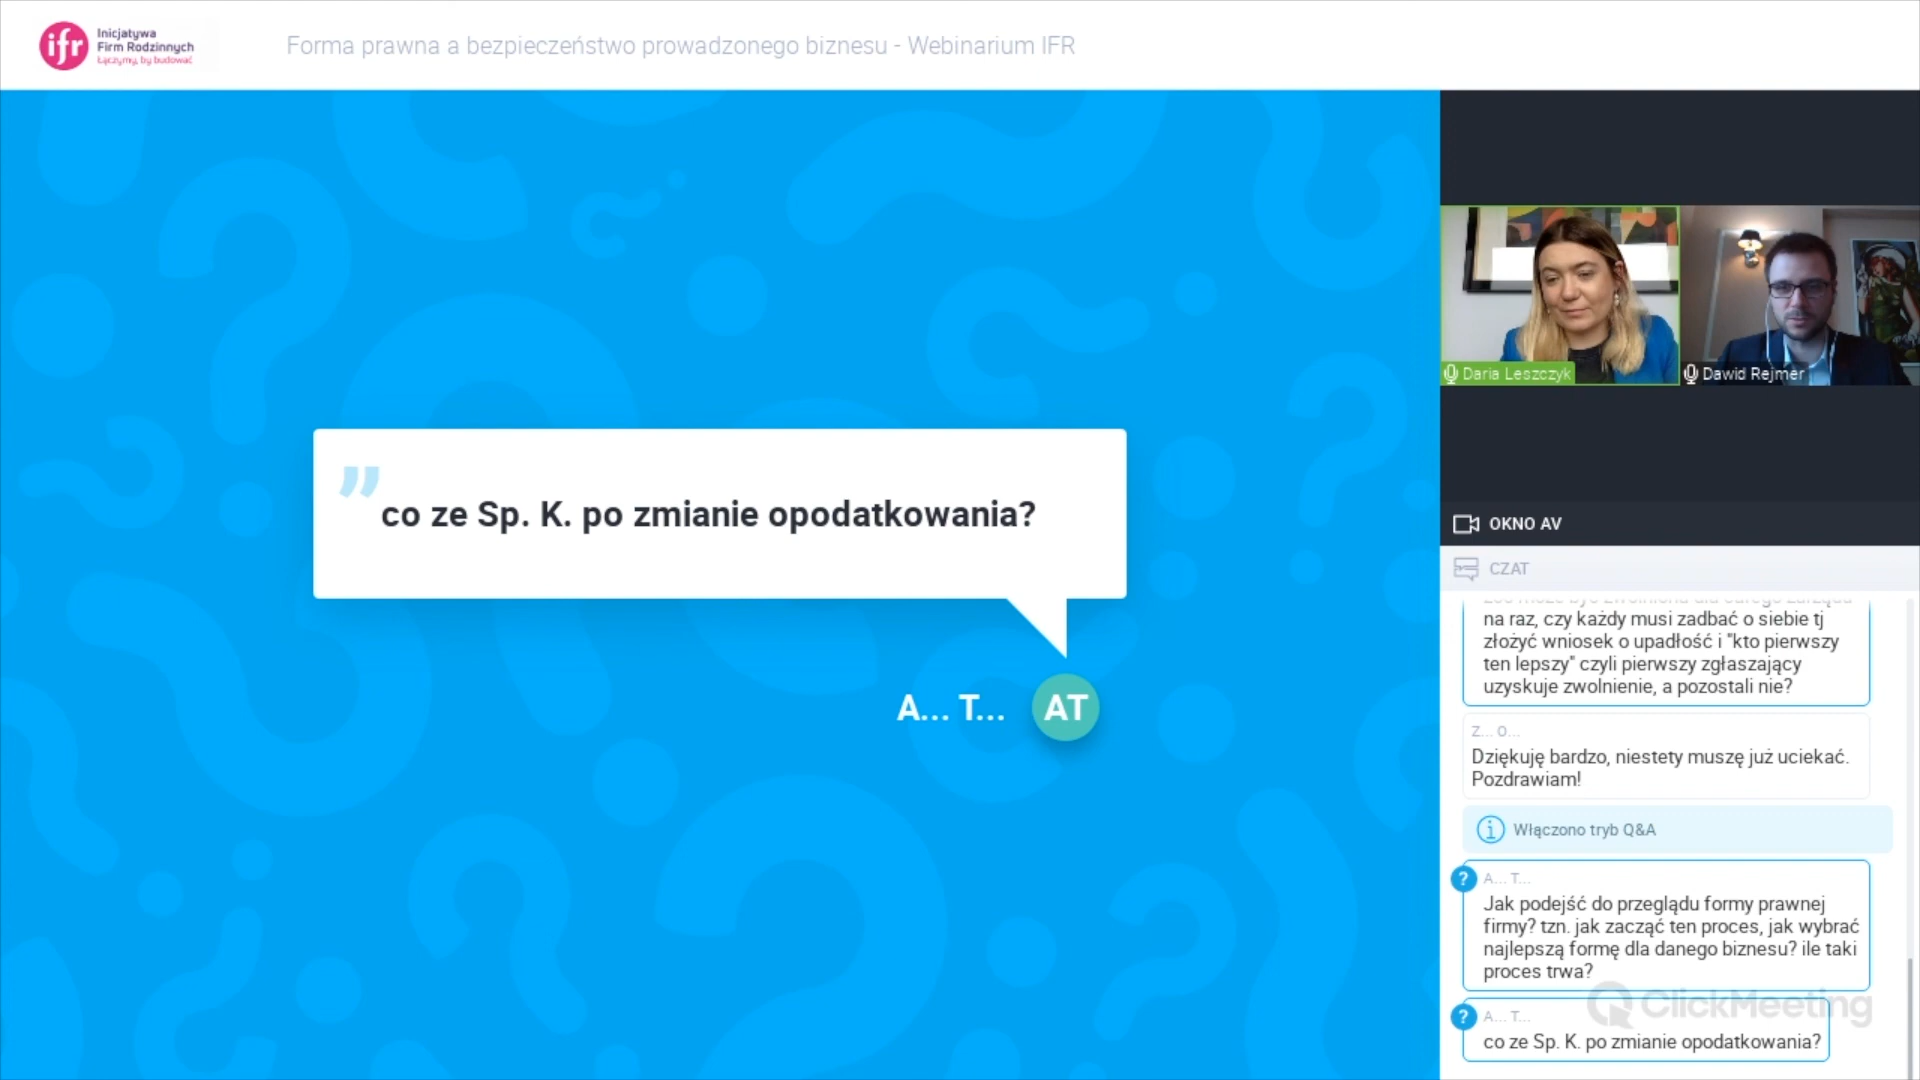 ifr
Inicjatywa
Firm Rodzinnych
Łączymy, by budować
Forma prawna a bezpieczeństwo prowadzonego biznesu - Webinarium IFR
” co ze Sp. K. po zmianie opodatkowania?
A... T... AT
Daria Leszczyk
Dawid Rejmer
OKNO AV
CZAT
na raz, czy każdy musi zadbać o siebie tj
złożyć wniosek o upadłość i "kto pierwszy
ten lepszy" czyli pierwszy zgłaszający
uzyskuje zwolnienie, a pozostali nie?
Z... O...
Dziękuję bardzo, niestety muszę już uciekać.
Pozdrawiam!
Włączono tryb Q&A
? A... T...
Jak podejść do przeglądu formy prawnej
firmy? tzn. jak zacząć ten proces, jak wybrać
najlepszą formę dla danego biznesu? ile taki
proces trwa?
ClickMeeting
? A... T...
co ze Sp. K. po zmianie opodatkowania?